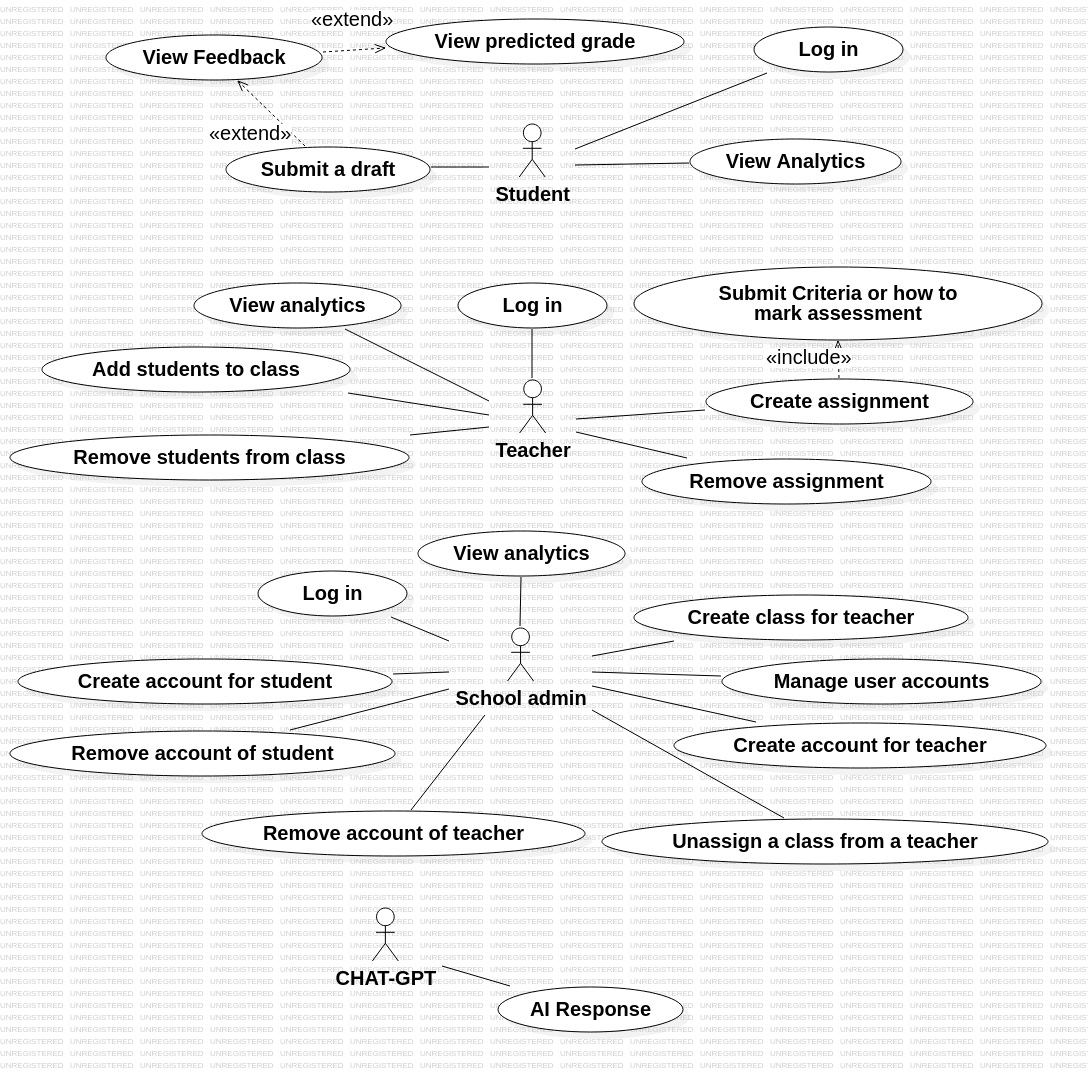 «extend»
View Feedback
View predicted grade
Log in
«extend»
Submit a draft
Student
View Analytics
View analytics
Log in
Submit Criteria or how to
mark assessment
«include»
Add students to class
Create assignment
Teacher
Remove students from class
Remove assignment
View analytics
Log in
Create class for teacher
Create account for student
School admin
Manage user accounts
Remove account of student
Create account for teacher
Remove account of teacher
Unassign a class from a teacher
CHAT-GPT
AI Response
UNREGISTERED